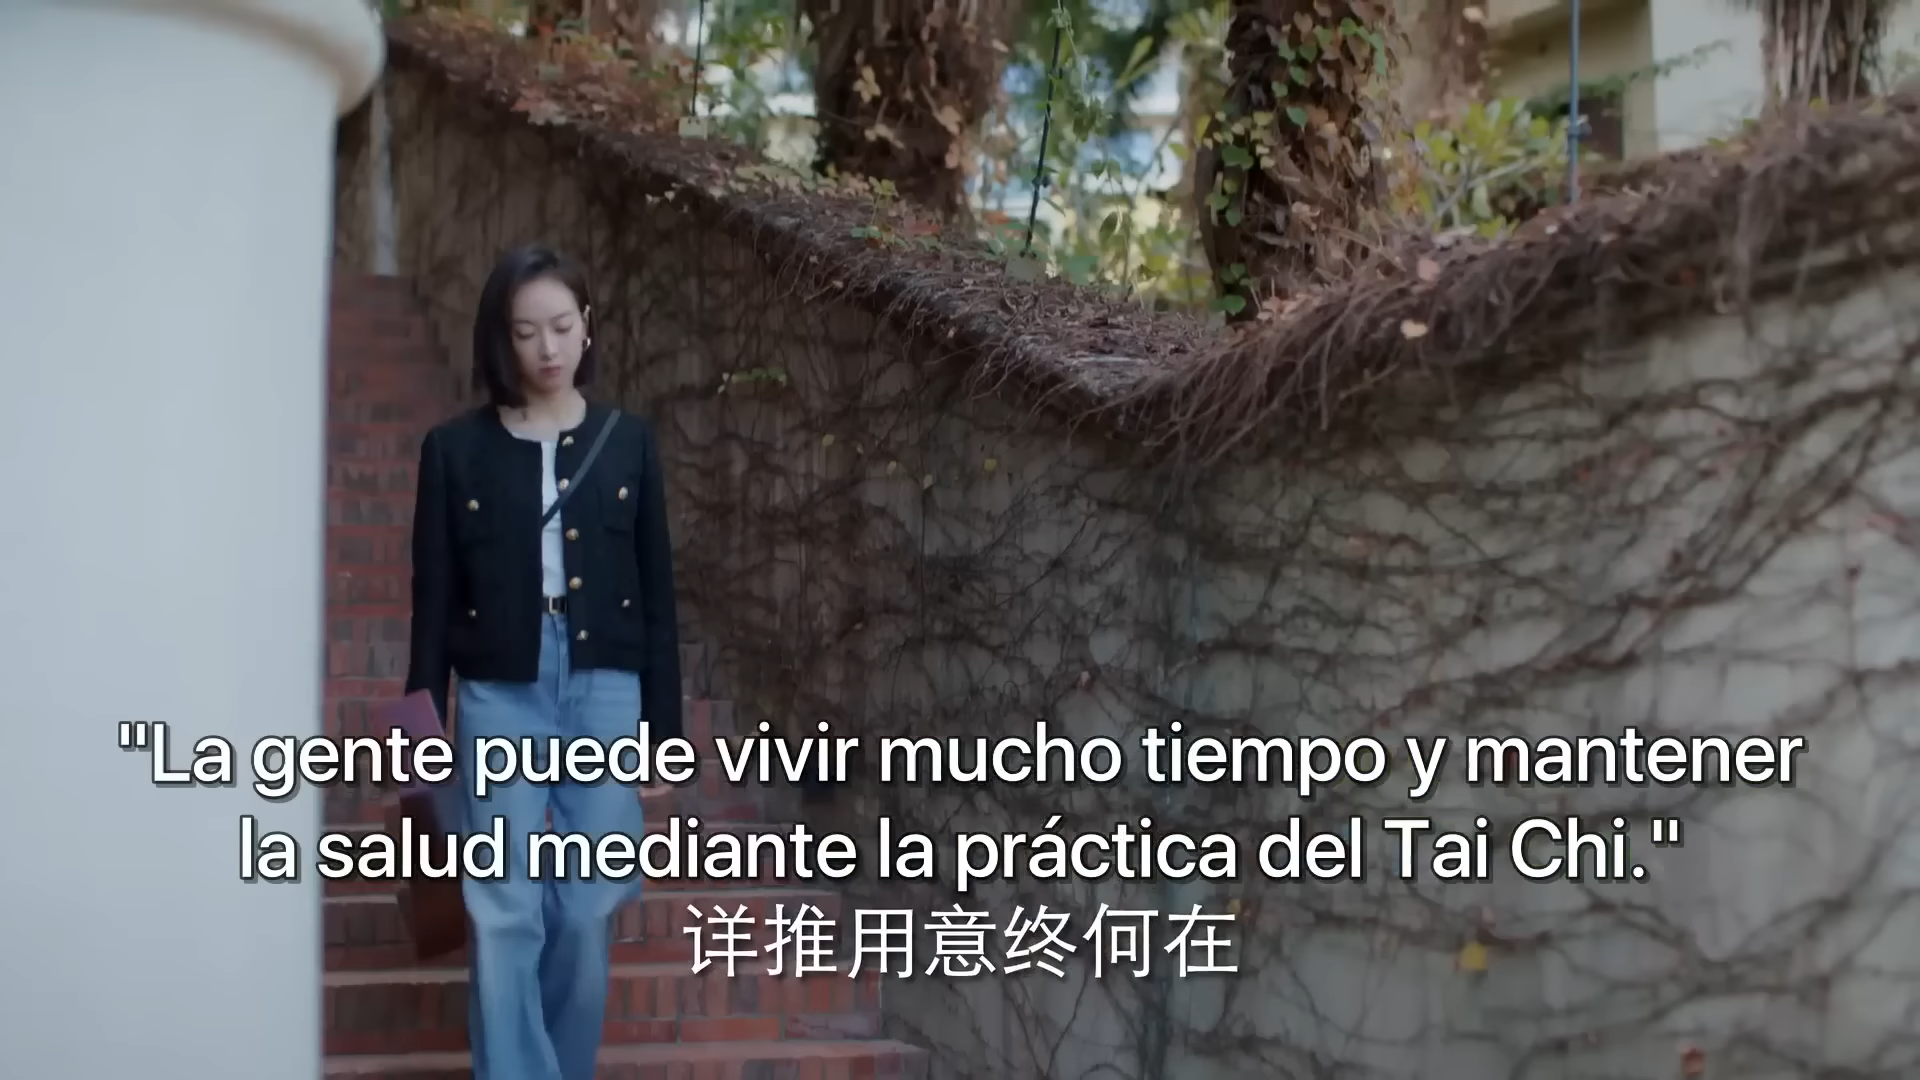 "La gente puede vivir mucho tiempo y mantener
la salud mediante la práctica del Tai Chi."
详推用意终何在